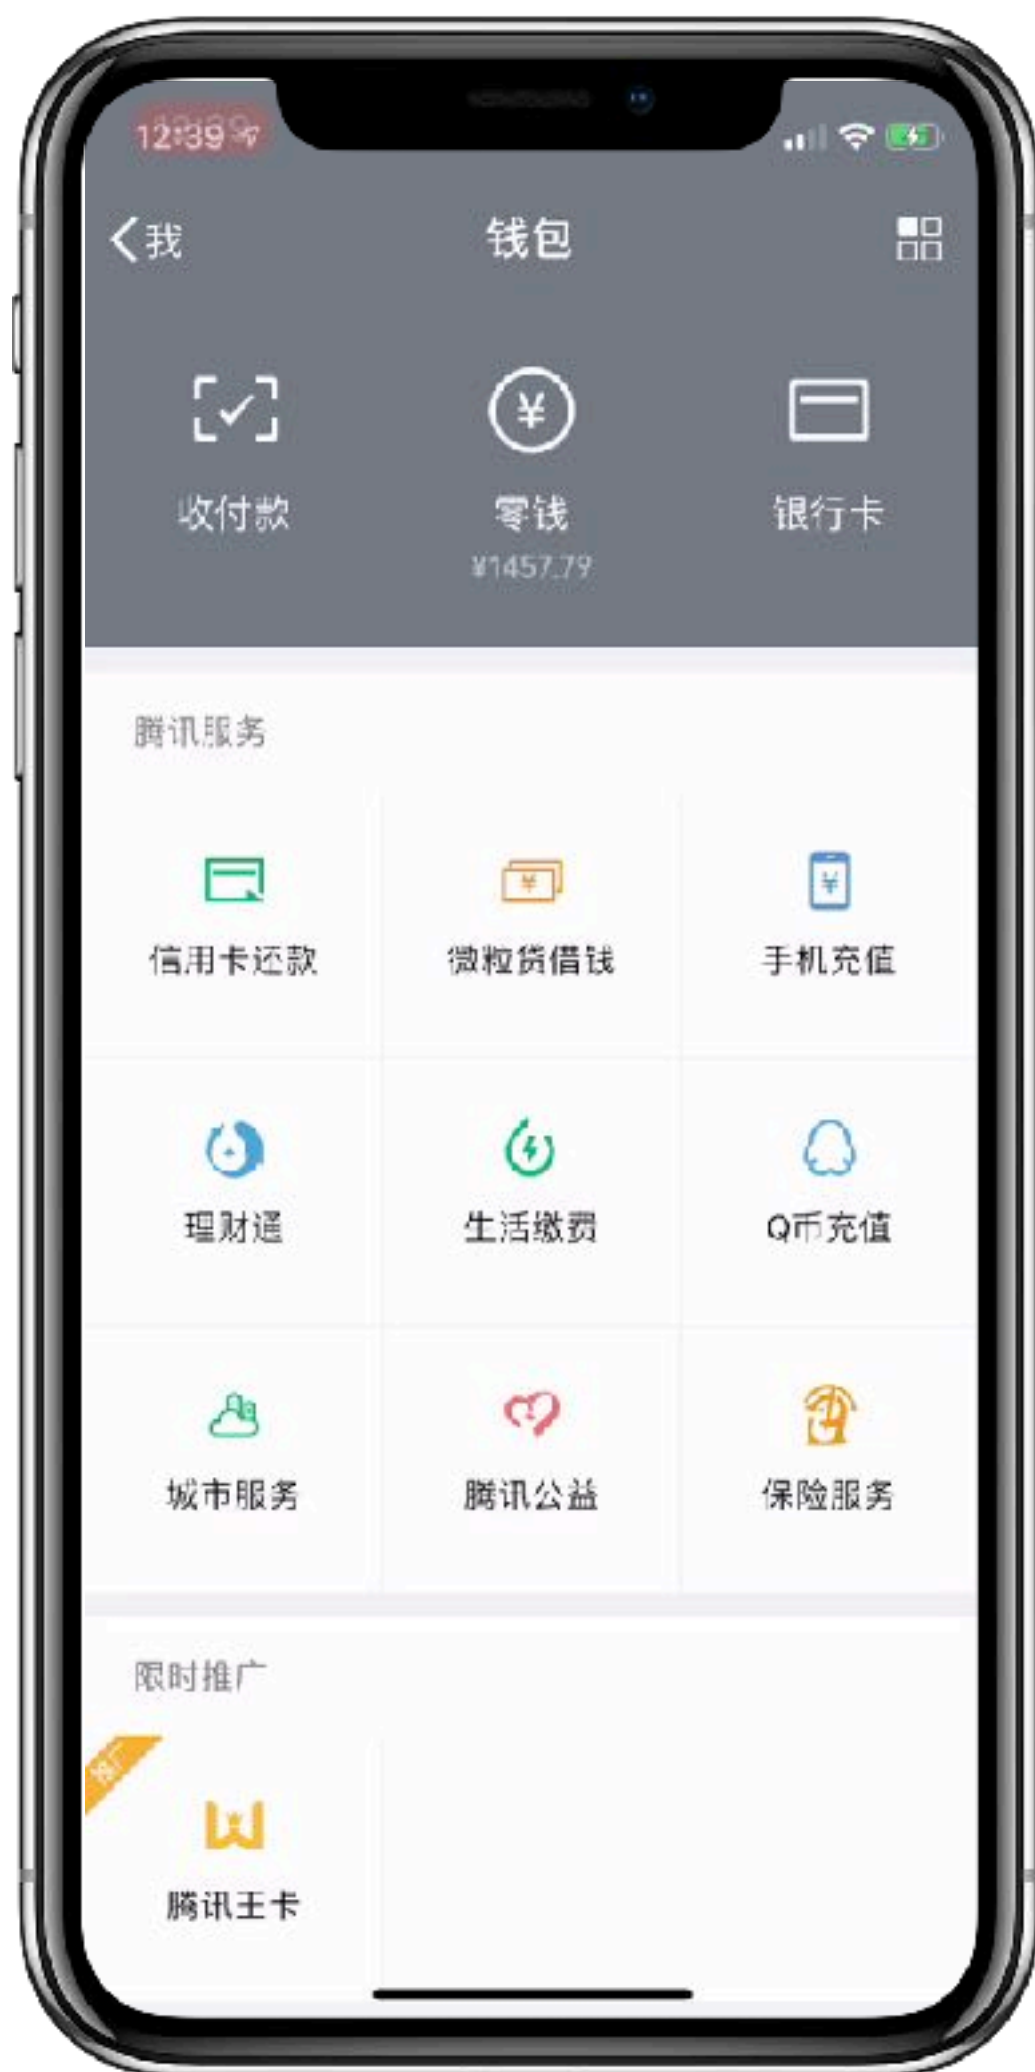 12:39
我
钱包
收付款
零钱
银行卡
¥1457.79
腾讯服务
信用卡还款
微粒贷借钱
手机充值
理财通
生活缴费
Q币充值
城市服务
腾讯公益
保险服务
限时推广
推广
腾讯王卡